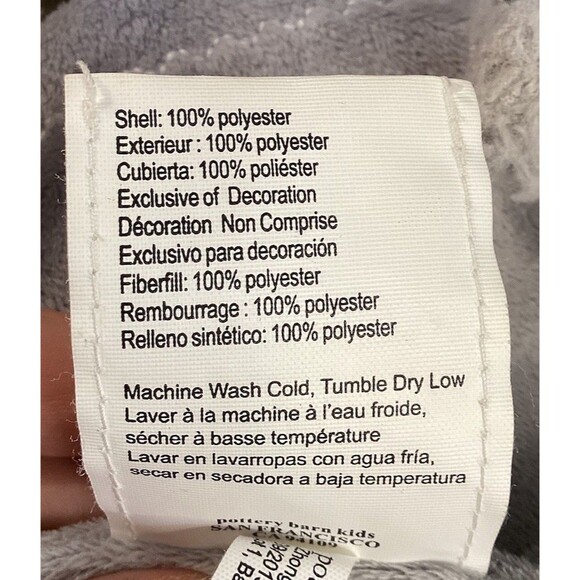 Shell: 100% polyester
Exterieur : 100% polyester
Cubierta: 100% poliéster
Exclusive of Decoration
Décoration Non Comprise
Exclusivo para decoración
Fiberfill: 100% polyester
Rembourrage : 100% polyester
Relleno sintético: 100% polyester
Machine Wash Cold, Tumble Dry Low
Laver à la machine à l'eau froide,
sécher à basse température
Lavar en lavarropas con agua fría,
secar en secadora a baja temperatura
pottery barn kids
SAN FRANCISCO
CA 94109